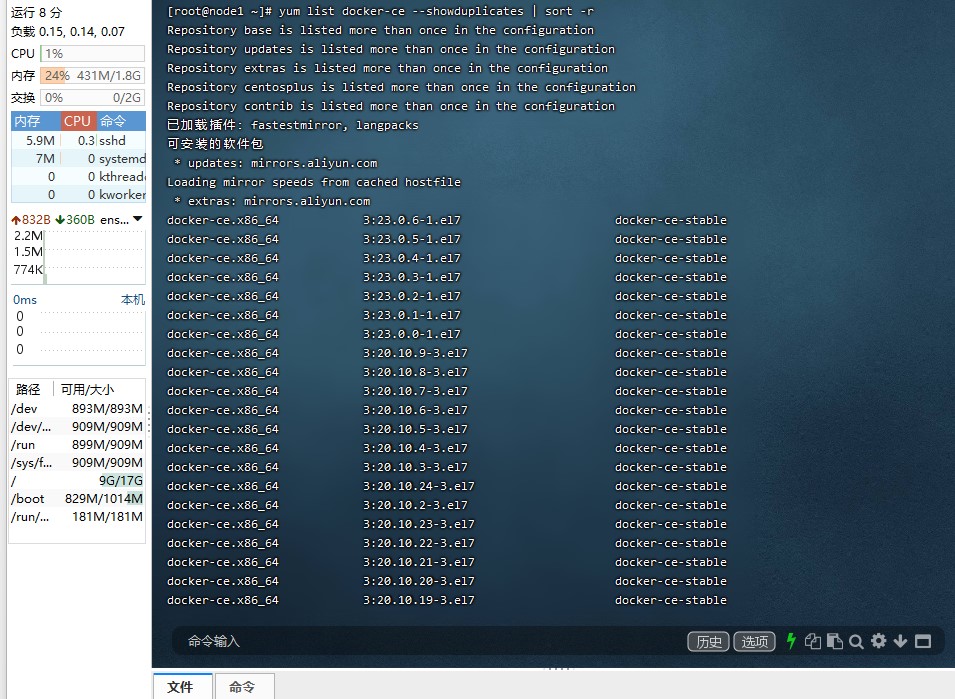 运行 8 分
负载 0.15, 0.14, 0.07
CPU 1%
内存 24% 431M/1.8G
交换 0% 0/2G
内存 CPU 命令
5.9M 0.3 sshd
7M 0 systemd
0 0 kthread
0 0 kworker
832B 360B ens...
2.2M
1.5M
774K
0ms 本机
0
0
0
路径 可用/大小
/dev 893M/893M
/dev/... 909M/909M
/run 899M/909M
/sys/f... 909M/909M
/ 9G/17G
/boot 829M/1014M
/run/... 181M/181M
[root@node1 ~]# yum list docker-ce --showduplicates | sort -r
Repository base is listed more than once in the configuration
Repository updates is listed more than once in the configuration
Repository extras is listed more than once in the configuration
Repository centosplus is listed more than once in the configuration
Repository contrib is listed more than once in the configuration
已加载插件: fastestmirror, langpacks
可安装的软件包
* updates: mirrors.aliyun.com
Loading mirror speeds from cached hostfile
* extras: mirrors.aliyun.com
docker-ce.x86_64 3:23.0.6-1.el7 docker-ce-stable
docker-ce.x86_64 3:23.0.5-1.el7 docker-ce-stable
docker-ce.x86_64 3:23.0.4-1.el7 docker-ce-stable
docker-ce.x86_64 3:23.0.3-1.el7 docker-ce-stable
docker-ce.x86_64 3:23.0.2-1.el7 docker-ce-stable
docker-ce.x86_64 3:23.0.1-1.el7 docker-ce-stable
docker-ce.x86_64 3:23.0.0-1.el7 docker-ce-stable
docker-ce.x86_64 3:20.10.9-3.el7 docker-ce-stable
docker-ce.x86_64 3:20.10.8-3.el7 docker-ce-stable
docker-ce.x86_64 3:20.10.7-3.el7 docker-ce-stable
docker-ce.x86_64 3:20.10.6-3.el7 docker-ce-stable
docker-ce.x86_64 3:20.10.5-3.el7 docker-ce-stable
docker-ce.x86_64 3:20.10.4-3.el7 docker-ce-stable
docker-ce.x86_64 3:20.10.3-3.el7 docker-ce-stable
docker-ce.x86_64 3:20.10.24-3.el7 docker-ce-stable
docker-ce.x86_64 3:20.10.2-3.el7 docker-ce-stable
docker-ce.x86_64 3:20.10.23-3.el7 docker-ce-stable
docker-ce.x86_64 3:20.10.22-3.el7 docker-ce-stable
docker-ce.x86_64 3:20.10.21-3.el7 docker-ce-stable
docker-ce.x86_64 3:20.10.20-3.el7 docker-ce-stable
docker-ce.x86_64 3:20.10.19-3.el7 docker-ce-stable
命令输入 历史 选项
文件 命令